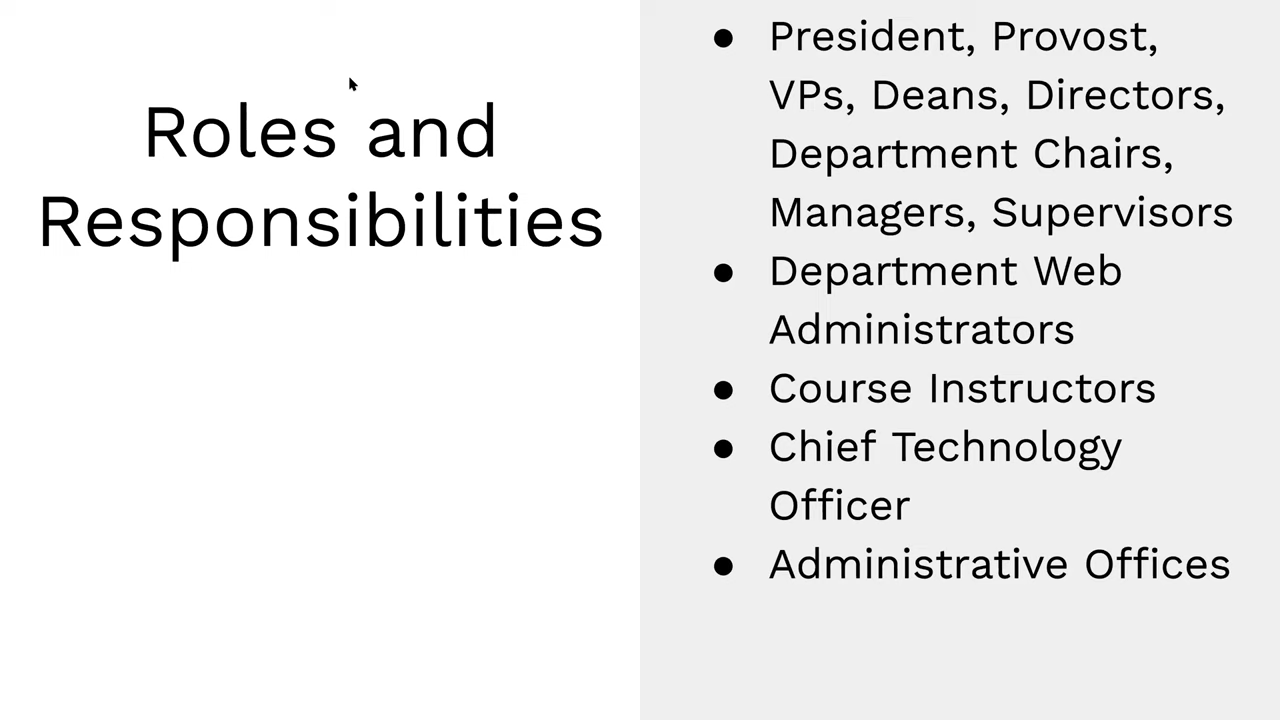 Roles and
Responsibilities
● President, Provost,
VPs, Deans, Directors,
Department Chairs,
Managers, Supervisors
● Department Web
Administrators
● Course Instructors
● Chief Technology
Officer
● Administrative Offices